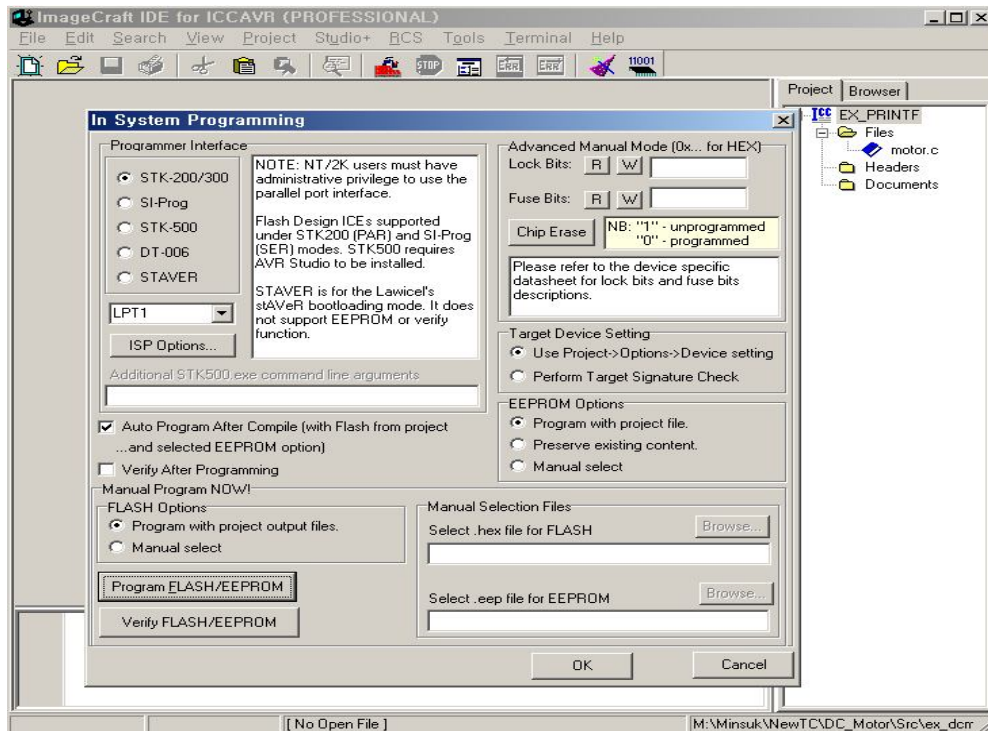 ImageCraft IDE for ICCAVR (PROFESSIONAL)
File Edit Search View Project Studio+ RCS Tools Terminal Help
STOP ERR ERR 11001
Project Browser
ICC EX_PRINTF
Files
motor.c
Headers
Documents
In System Programming
Programmer Interface
STK-200/300
SI-Prog
STK-500
DT-006
STAVER
LPT1
ISP Options...
NOTE: NT/2K users must have
administrative privilege to use the
parallel port interface.
Flash Design ICEs supported
under STK200 (PAR) and SI-Prog
(SER) modes. STK500 requires
AVR Studio to be installed.
STAVER is for the Lawicel's
stAVeR bootloading mode. It does
not support EEPROM or verify
function.
Additional STK500.exe command line arguments
Auto Program After Compile (with Flash from project
...and selected EEPROM option)
Verify After Programming
Advanced Manual Mode (0x... for HEX)
Lock Bits: R W
Fuse Bits: R W
Chip Erase
NB: "1" - unprogrammed
"0" - programmed
Please refer to the device specific
datasheet for lock bits and fuse bits
descriptions.
Target Device Setting
Use Project->Options->Device setting
Perform Target Signature Check
EEPROM Options
Program with project file.
Preserve existing content.
Manual select
Manual Program NOW!
FLASH Options
Program with project output files.
Manual select
Program FLASH/EEPROM
Verify FLASH/EEPROM
Manual Selection Files
Select .hex file for FLASH
Browse...
Select .eep file for EEPROM
Browse...
OK Cancel
[ No Open File ]
M:\Minsuk\NewTC\DC_Motor\Src\ex_dcm